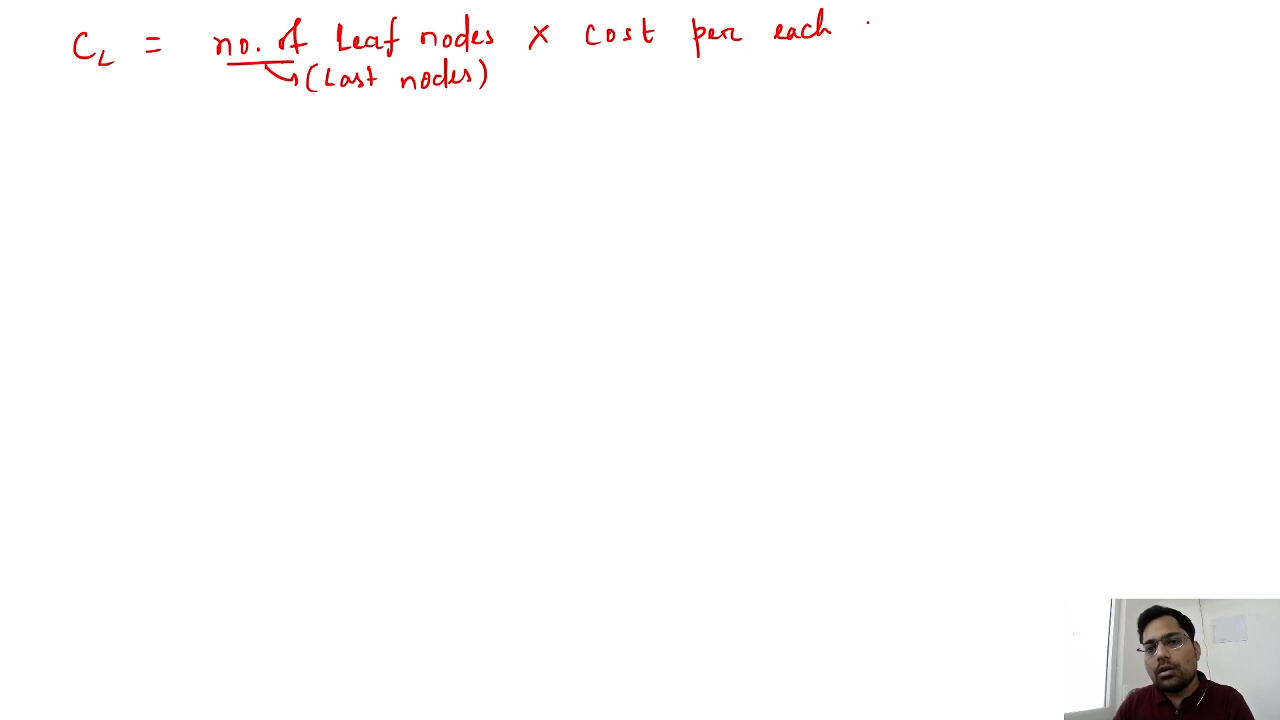 C_L = no. of Leaf nodes × cost per each
(Last nodes)